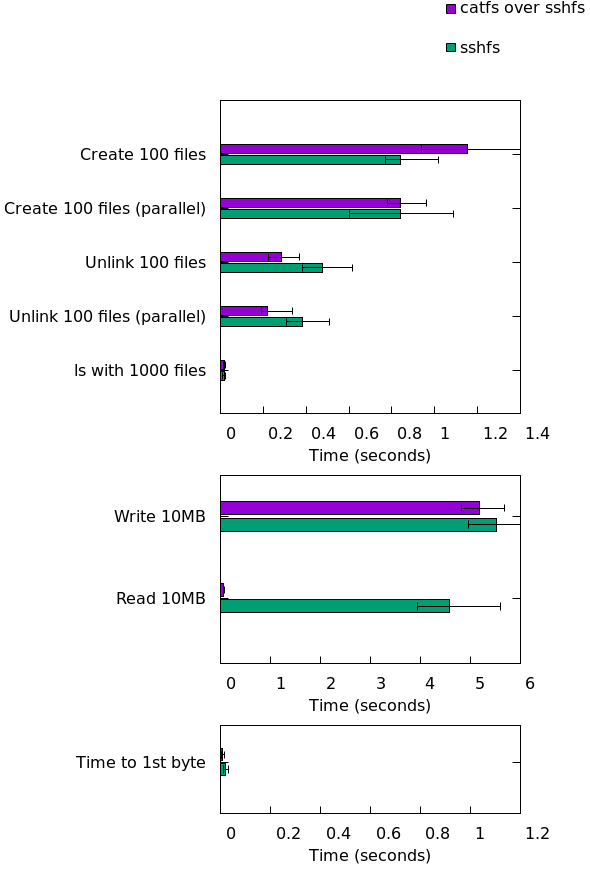 catfs over sshfs
sshfs
Create 100 files
Create 100 files (parallel)
Unlink 100 files
Unlink 100 files (parallel)
ls with 1000 files
0 0.2 0.4 0.6 0.8 1 1.2 1.4
Time (seconds)
Write 10MB
Read 10MB
0 1 2 3 4 5 6
Time (seconds)
Time to 1st byte
0 0.2 0.4 0.6 0.8 1 1.2
Time (seconds)